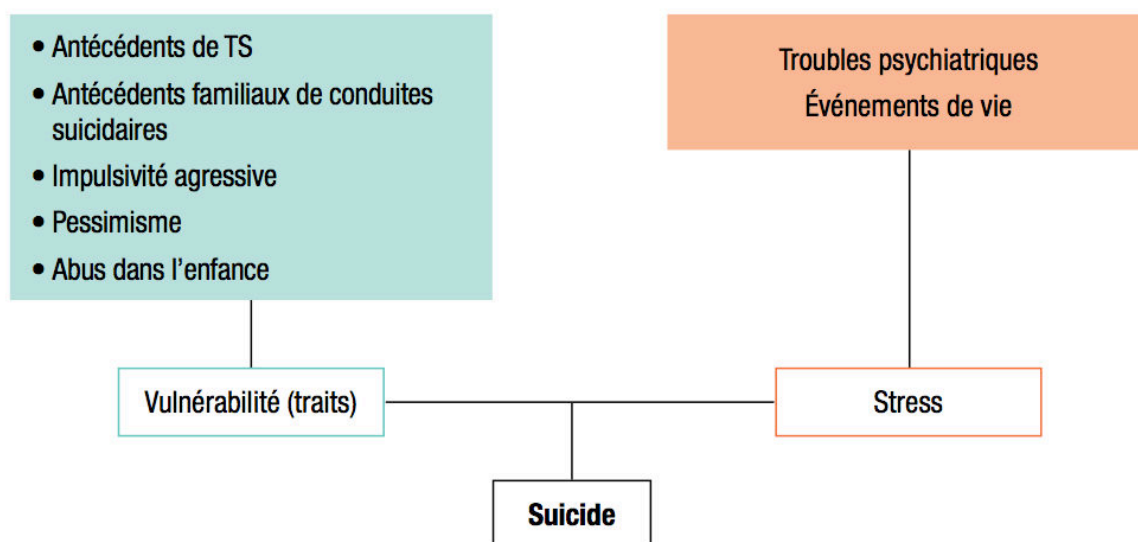 • Antécédents de TS
• Antécédents familiaux de conduites
suicidaires
• Impulsivité agressive
• Pessimisme
• Abus dans l’enfance
Troubles psychiatriques
Événements de vie
Vulnérabilité (traits)
Stress
Suicide